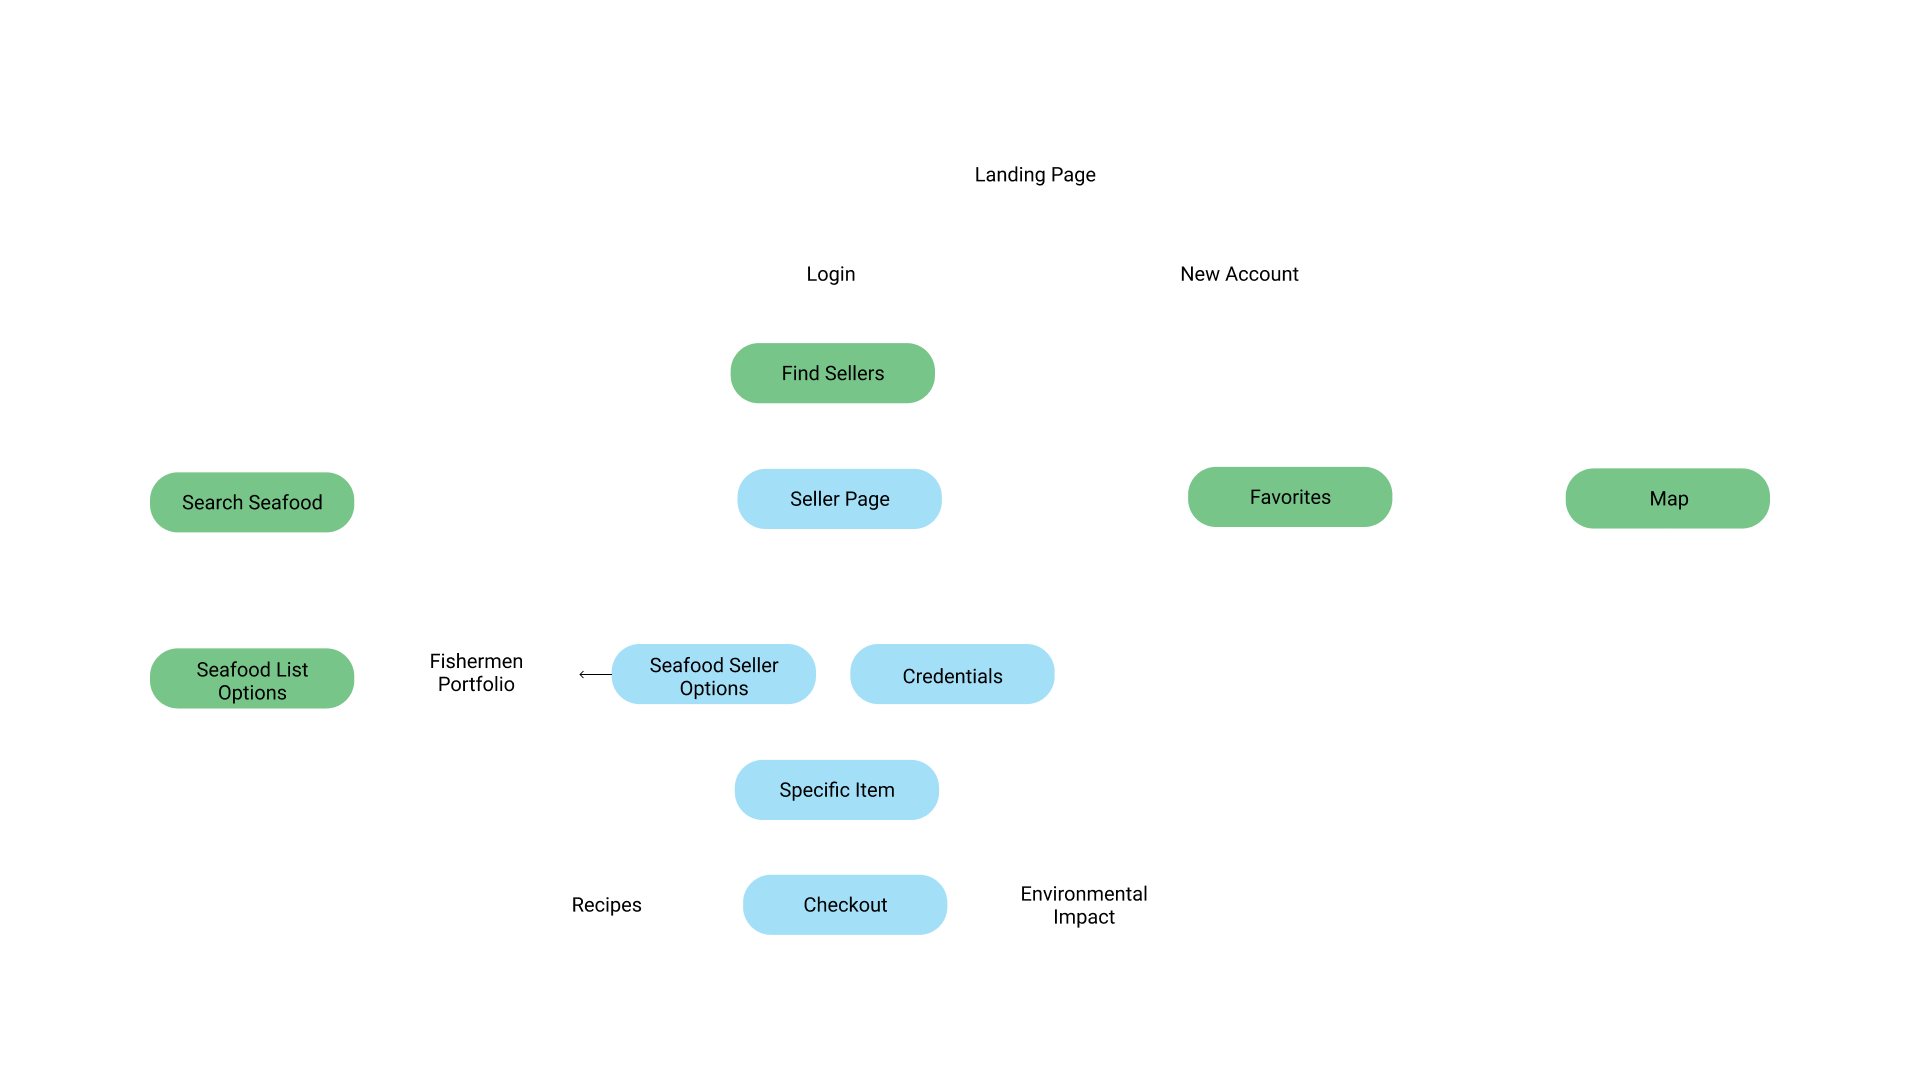 Landing Page
Login
New Account
Find Sellers
Search Seafood
Seller Page
Favorites
Map
Seafood List
Options
Fishermen
Portfolio
Seafood Seller
Options
Credentials
Specific Item
Recipes
Checkout
Environmental
Impact